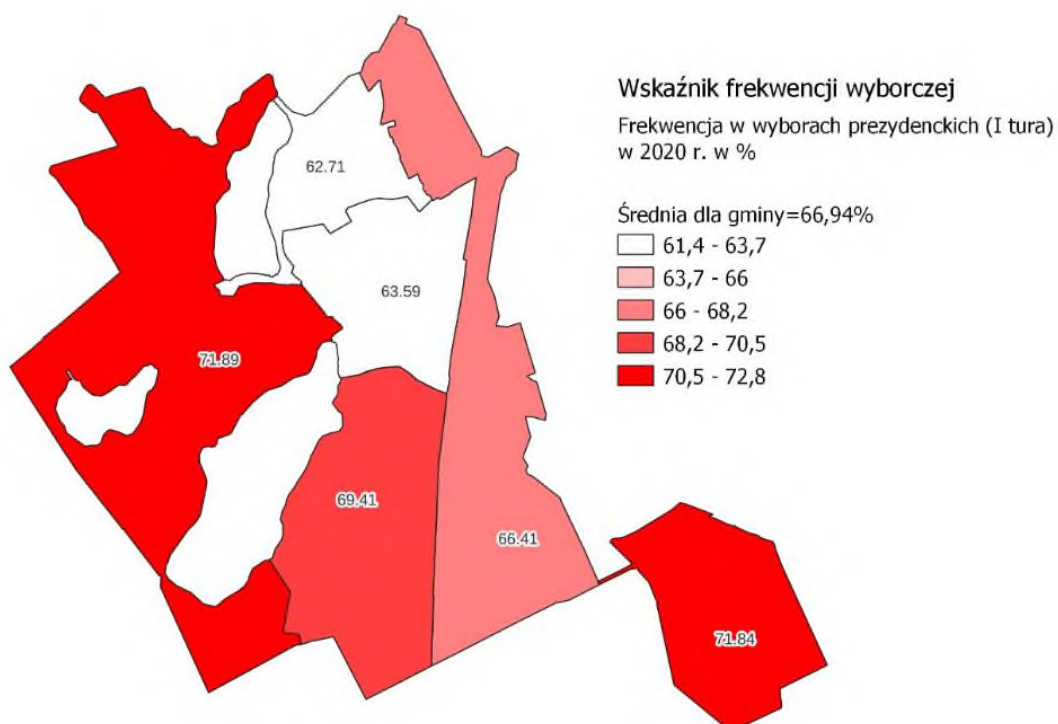 Wskaźnik frekwencji wyborczej
Frekwencja w wyborach prezydenckich (I tura)
w 2020 r. w %
Średnia dla gminy=66,94%
61,4 - 63,7
63,7 - 66
66 - 68,2
68,2 - 70,5
70,5 - 72,8
62.71
63.59
71.89
69.41
66.41
71.84